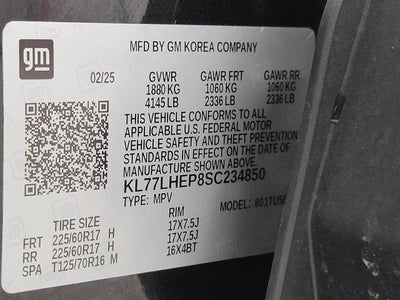 gm
MFD BY GM KOREA COMPANY
02/25 GVWR GAWR FRT GAWR RR
1880 KG 1060 KG 1060 KG
4145 LB 2336 LB 2336 LB
THIS VEHICLE CONFORMS TO ALL
APPLICABLE U.S. FEDERAL MOTOR
VEHICLE SAFETY AND THEFT PREVENTION
STANDARDS IN EFFECT ON THE DATE OF
MANUFACTURE SHOWN ABOVE.
KL77LHEP8SC234850
TYPE: MPV MODEL:
TIRE SIZE RIM
FRT 225/60R17 H 17X7.5J
RR 225/60R17 H 17X7.5J
SPA T125/70R16 M 16X4BT